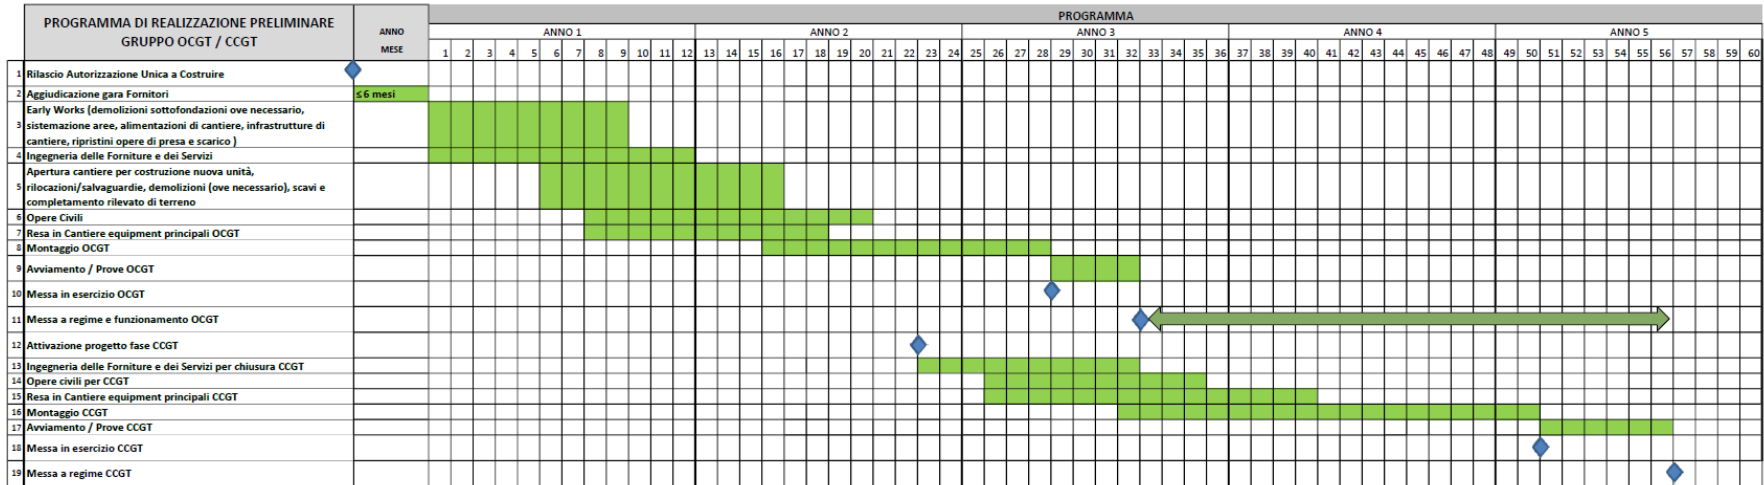 PROGRAMMA DI REALIZZAZIONE PRELIMINARE
GRUPPO OCGT / CCGT
ANNO
MESE
PROGRAMMA
ANNO 1 ANNO 2 ANNO 3 ANNO 4 ANNO 5
1 2 3 4 5 6 7 8 9 10 11 12 13 14 15 16 17 18 19 20 21 22 23 24 25 26 27 28 29 30 31 32 33 34 35 36 37 38 39 40 41 42 43 44 45 46 47 48 49 50 51 52 53 54 55 56 57 58 59 60
1 Rilascio Autorizzazione Unica a Costruire
2 Aggiudicazione gara Fornitori ≤6 mesi
3 Early Works (demolizioni sottofondazioni ove necessario,
sistemazione aree, alimentazioni di cantiere, infrastrutture di
cantiere, ripristini opere di presa e scarico )
4 Ingegneria delle Forniture e dei Servizi
5 Apertura cantiere per costruzione nuova unità,
rilocazioni/salvaguardie, demolizioni (ove necessario), scavi e
completamento rilevato di terreno
6 Opere Civili
7 Resa in Cantiere equipment principali OCGT
8 Montaggio OCGT
9 Avviamento / Prove OCGT
10 Messa in esercizio OCGT
11 Messa a regime e funzionamento OCGT
12 Attivazione progetto fase CCGT
13 Ingegneria delle Forniture e dei Servizi per chiusura CCGT
14 Opere civili per CCGT
15 Resa in Cantiere equipment principali CCGT
16 Montaggio CCGT
17 Avviamento / Prove CCGT
18 Messa in esercizio CCGT
19 Messa a regime CCGT